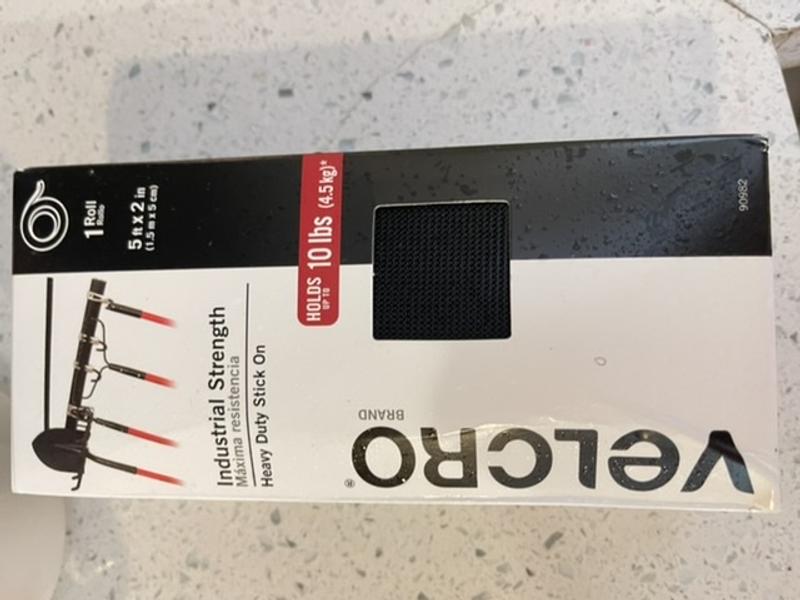 VELCRO®
BRAND
HOLDS
UP TO
10 lbs (4.5 kg)*
Industrial Strength
Máxima resistencia
Heavy Duty Stick On
1 Roll
Rollo
5 ft x 2 in
(1.5 m x 5 cm)
90982